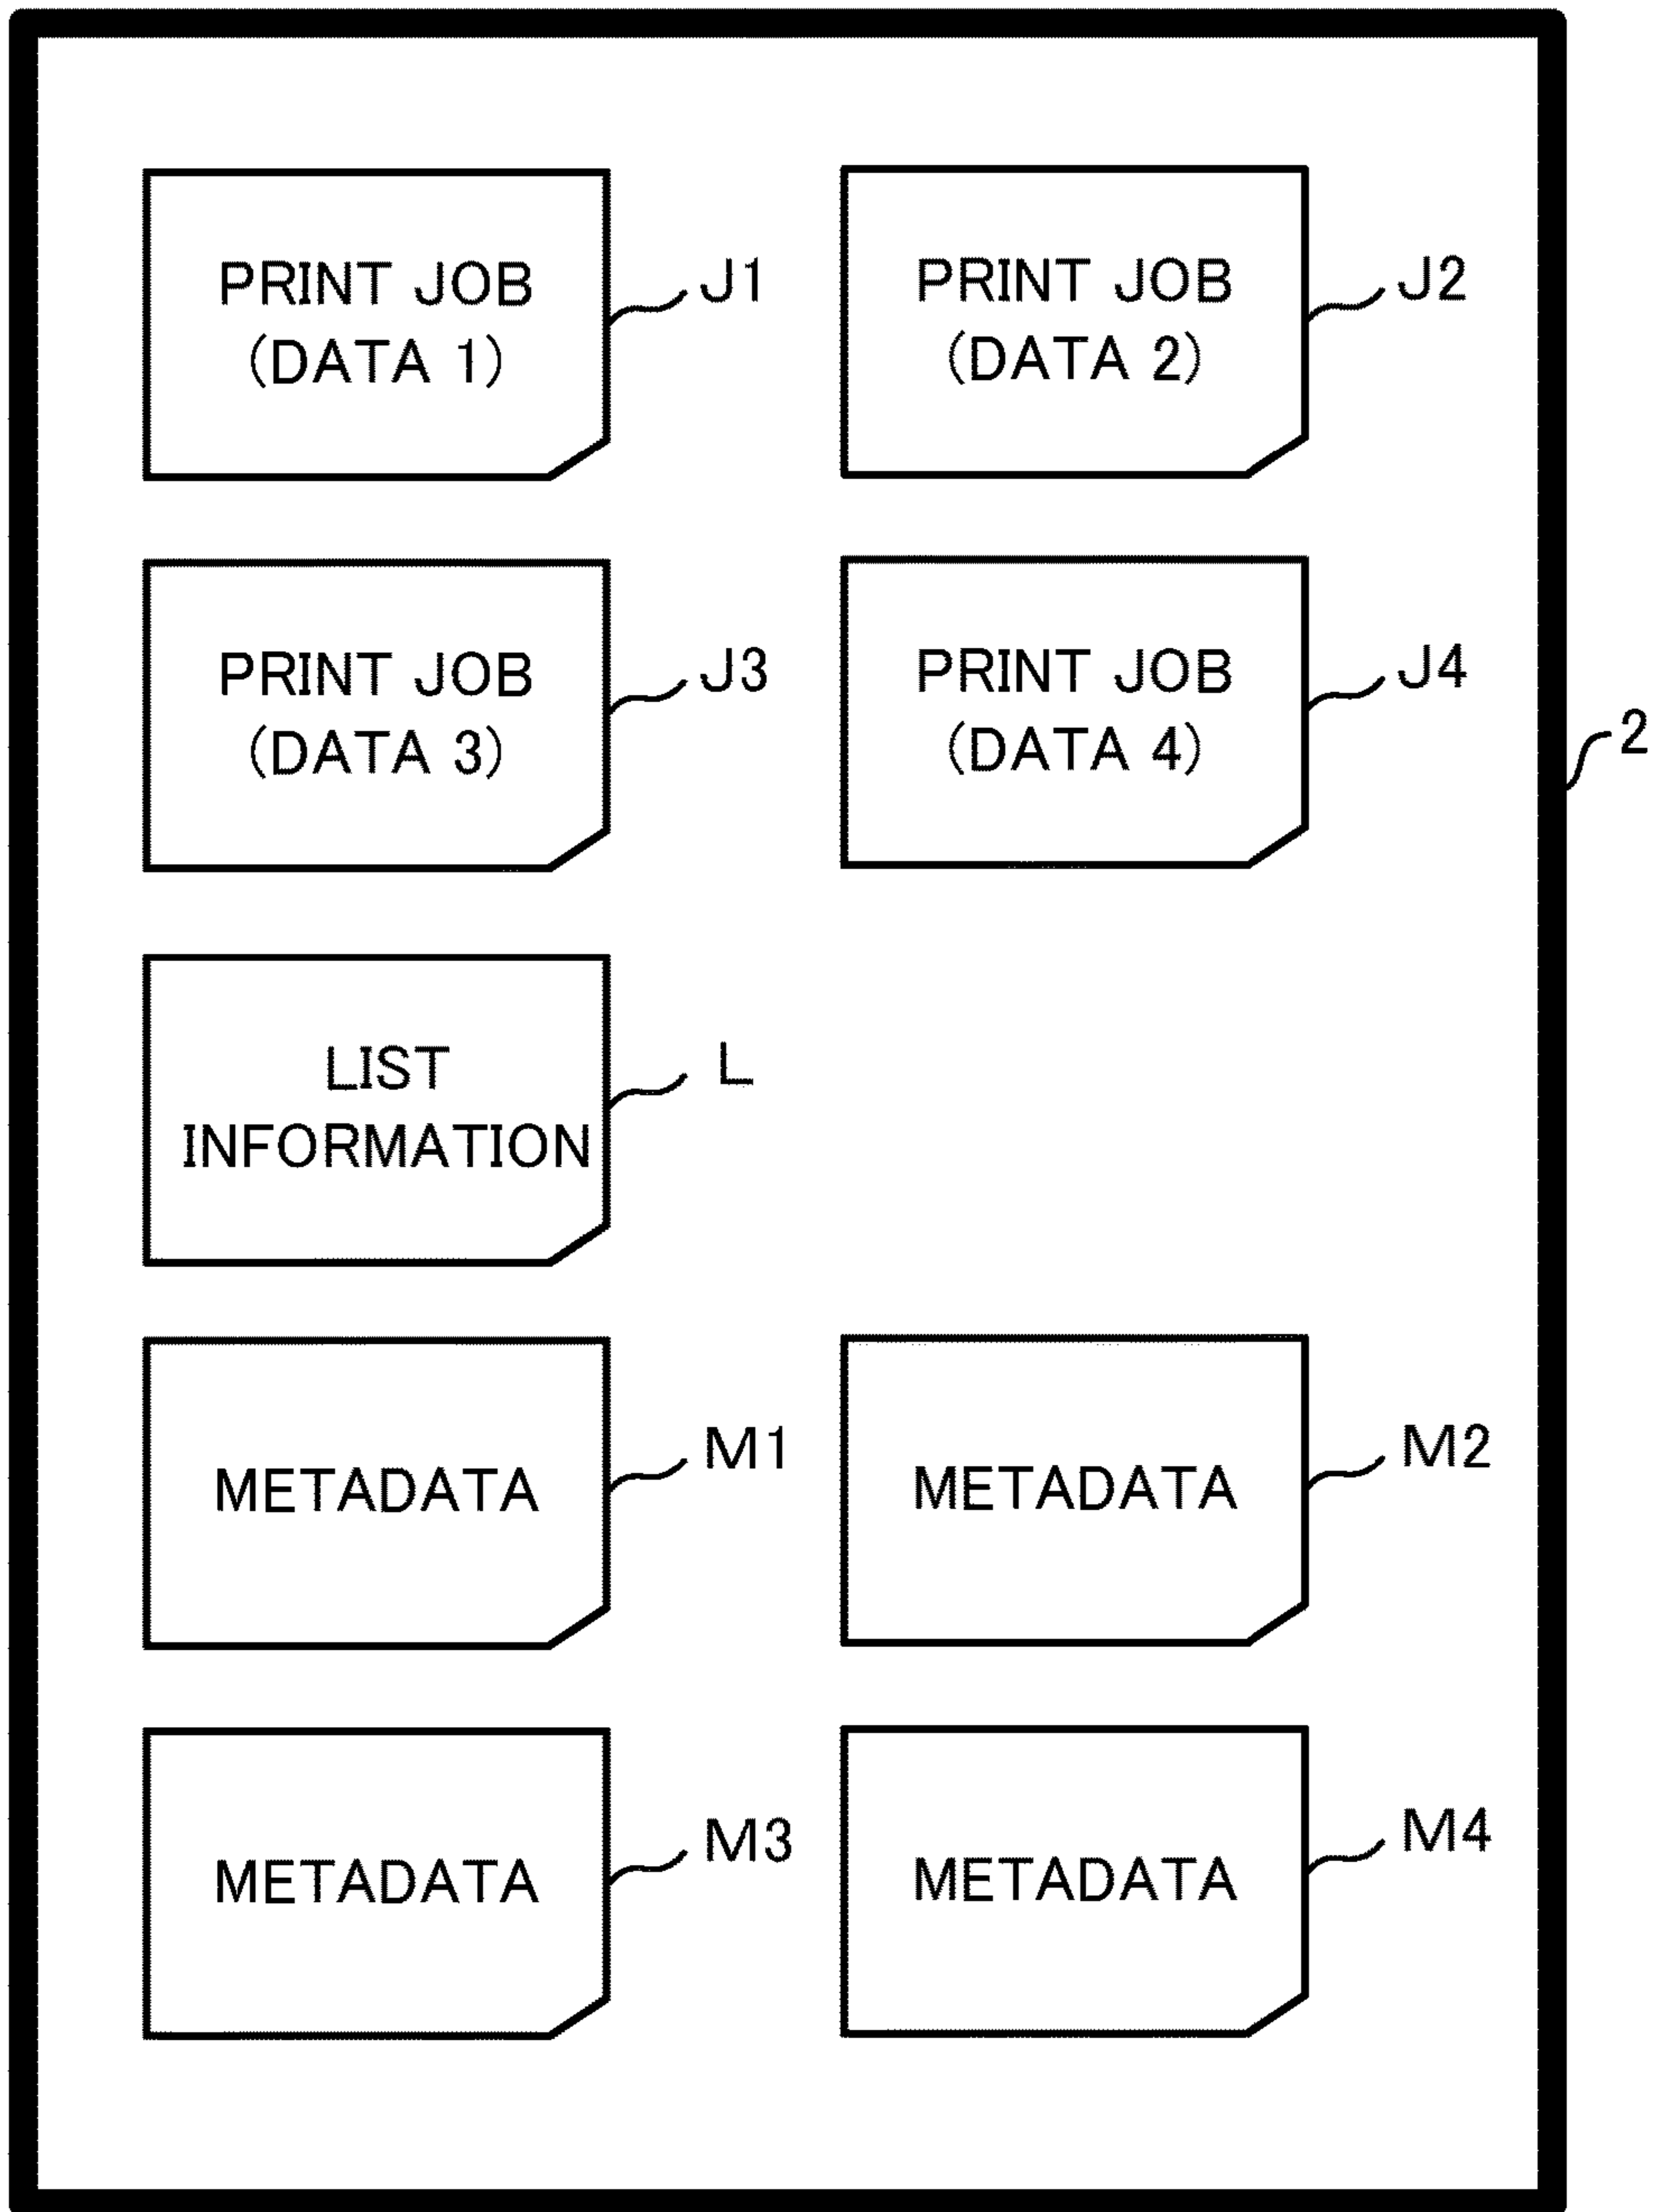 PRINT JOB
(DATA 1)
J1
PRINT JOB
(DATA 2)
J2
PRINT JOB
(DATA 3)
J3
PRINT JOB
(DATA 4)
J4
2
LIST
INFORMATION
L
METADATA
M1
METADATA
M2
METADATA
M3
METADATA
M4